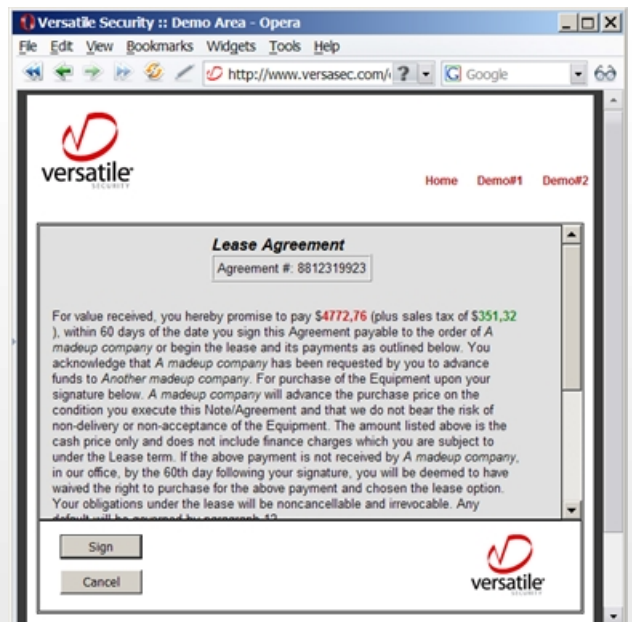 Versatile Security :: Demo Area - Opera
File Edit View Bookmarks Widgets Tools Help
http://www.versasec.com/ ? Google
versatile
SECURITY
Home Demo#1 Demo#2
Lease Agreement
Agreement #: 8812319923
For value received, you hereby promise to pay $4772,76 (plus sales tax of $351,32
), within 60 days of the date you sign this Agreement payable to the order of A
madeup company or begin the lease and its payments as outlined below. You
acknowledge that A madeup company has been requested by you to advance
funds to Another madeup company. For purchase of the Equipment upon your
signature below. A madeup company will advance the purchase price on the
condition you execute this Note/Agreement and that we do not bear the risk of
non-delivery or non-acceptance of the Equipment. The amount listed above is the
cash price only and does not include finance charges which you are subject to
under the Lease term. If the above payment is not received by A madeup company,
in our office, by the 60th day following your signature, you will be deemed to have
waived the right to purchase for the above payment and chosen the lease option.
Your obligations under the lease will be noncancellable and irrevocable. Any
default will be governed by paragraph 12
Sign
Cancel
versatile
SECURITY